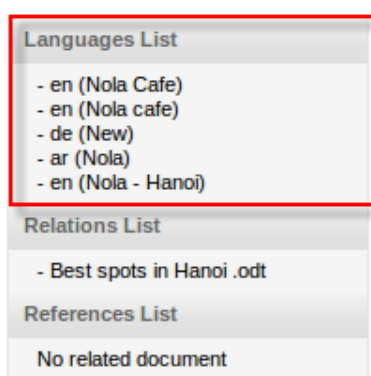 Languages List
- en (Nola Cafe)
- en (Nola cafe)
- de (New)
- ar (Nola)
- en (Nola - Hanoi)
Relations List
- Best spots in Hanoi .odt
References List
No related document